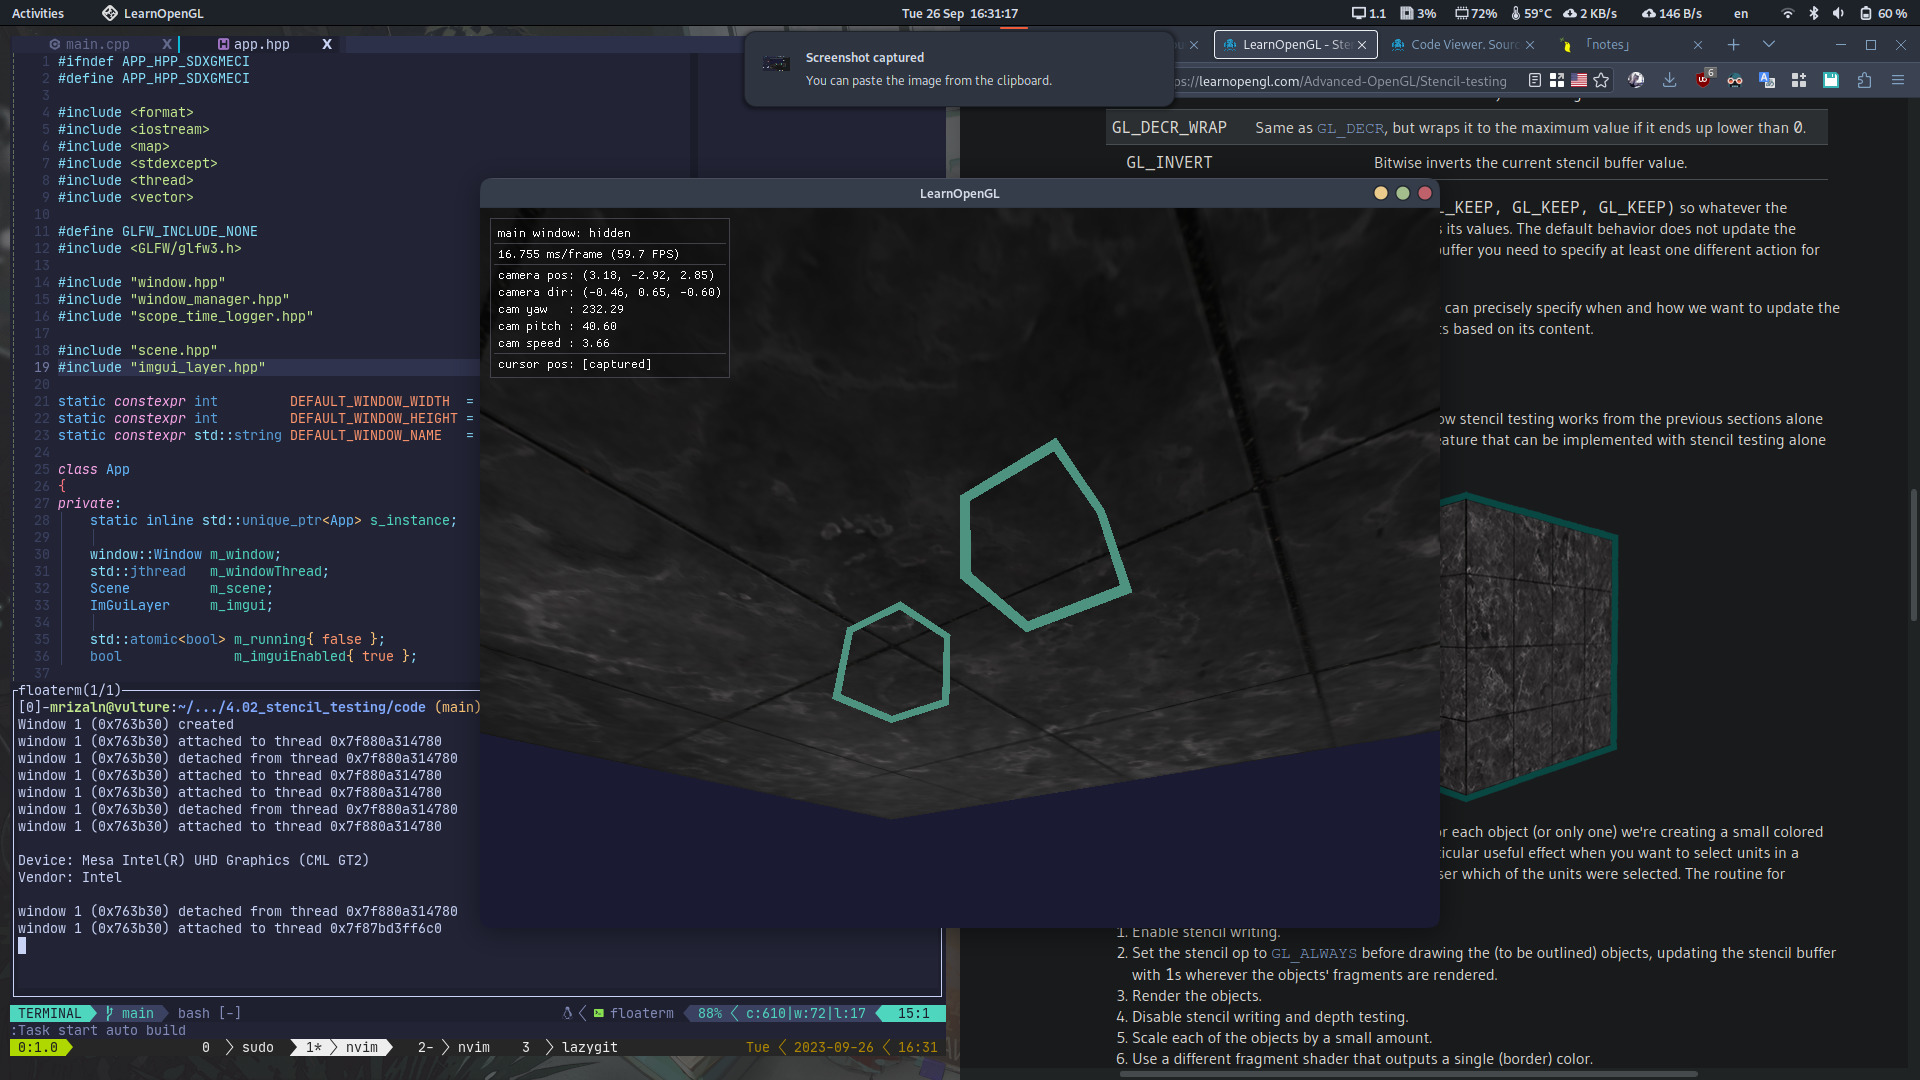 Activities
LearnOpenGL
Tue 26 Sep 16:31:17
1.1 3% 72% 59°C 2 KB/s 146 B/s en 60 %
main.cpp X
app.hpp X
1 #ifndef APP_HPP_SDXGMECI
2 #define APP_HPP_SDXGMECI
3
4 #include <format>
5 #include <iostream>
6 #include <map>
7 #include <stdexcept>
8 #include <thread>
9 #include <vector>
10
11 #define GLFW_INCLUDE_NONE
12 #include <GLFW/glfw3.h>
13
14 #include "window.hpp"
15 #include "window_manager.hpp"
16 #include "scope_time_logger.hpp"
17
18 #include "scene.hpp"
19 #include "imgui_layer.hpp"
20
21 static constexpr int DEFAULT_WINDOW_WIDTH =
22 static constexpr int DEFAULT_WINDOW_HEIGHT =
23 static constexpr std::string DEFAULT_WINDOW_NAME =
24
25 class App
26 {
27 private:
28 static inline std::unique_ptr<App> s_instance;
29
30 window::Window m_window;
31 std::jthread m_windowThread;
32 Scene m_scene;
33 ImGuiLayer m_imgui;
34
35 std::atomic<bool> m_running{ false };
36 bool m_imguiEnabled{ true };
37
floaterm(1/1)
[0]-mrizaln@vulture:~/.../4.02_stencil_testing/code (main)
Window 1 (0x763b30) created
window 1 (0x763b30) attached to thread 0x7f880a314780
window 1 (0x763b30) detached from thread 0x7f880a314780
window 1 (0x763b30) attached to thread 0x7f880a314780
window 1 (0x763b30) attached to thread 0x7f880a314780
window 1 (0x763b30) detached from thread 0x7f880a314780
window 1 (0x763b30) attached to thread 0x7f880a314780
Device: Mesa Intel(R) UHD Graphics (CML GT2)
Vendor: Intel
window 1 (0x763b30) detached from thread 0x7f880a314780
window 1 (0x763b30) attached to thread 0x7f87bd3ff6c0
TERMINAL main bash [-] floaterm 88% c:610|w:72|l:17 15:1
:Task start auto build
0:1.0 0 sudo 1* nvim 2- nvim 3 lazygit Tue 2023-09-26 16:31
Screenshot captured
You can paste the image from the clipboard.
LearnOpenGL
main window: hidden
16.755 ms/frame (59.7 FPS)
camera pos: (3.18, -2.92, 2.85)
camera dir: (-0.46, 0.65, -0.60)
cam yaw : 232.29
cam pitch : 40.60
cam speed : 3.66
cursor pos: [captured]
LearnOpenGL - Ste
Code Viewer. Sour
「notes」
ps://learnopengl.com/Advanced-OpenGL/Stencil-testing
6
GL_DECR_WRAP Same as GL_DECR, but wraps it to the maximum value if it ends up lower than 0.
GL_INVERT Bitwise inverts the current stencil buffer value.
L_KEEP, GL_KEEP, GL_KEEP) so whatever the
s its values. The default behavior does not update the
uffer you need to specify at least one different action for
can precisely specify when and how we want to update the
ts based on its content.
ow stencil testing works from the previous sections alone
eature that can be implemented with stencil testing alone
or each object (or only one) we're creating a small colored
ticular useful effect when you want to select units in a
ser which of the units were selected. The routine for
1. Enable stencil writing.
2. Set the stencil op to GL_ALWAYS before drawing the (to be outlined) objects, updating the stencil buffer
with 1s wherever the objects' fragments are rendered.
3. Render the objects.
4. Disable stencil writing and depth testing.
5. Scale each of the objects by a small amount.
6. Use a different fragment shader that outputs a single (border) color.